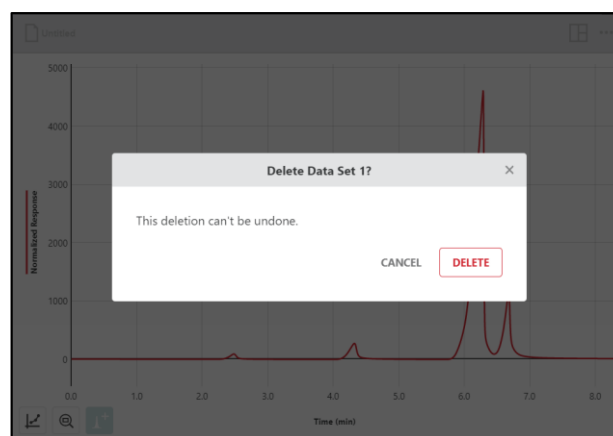 Untitled
5000
4000
3000
2000
1000
0
Normalized Response
Delete Data Set 1?
This deletion can't be undone.
CANCEL DELETE
0.0 1.0 2.0 3.0 4.0 5.0 6.0 7.0 8.0
Time (min)